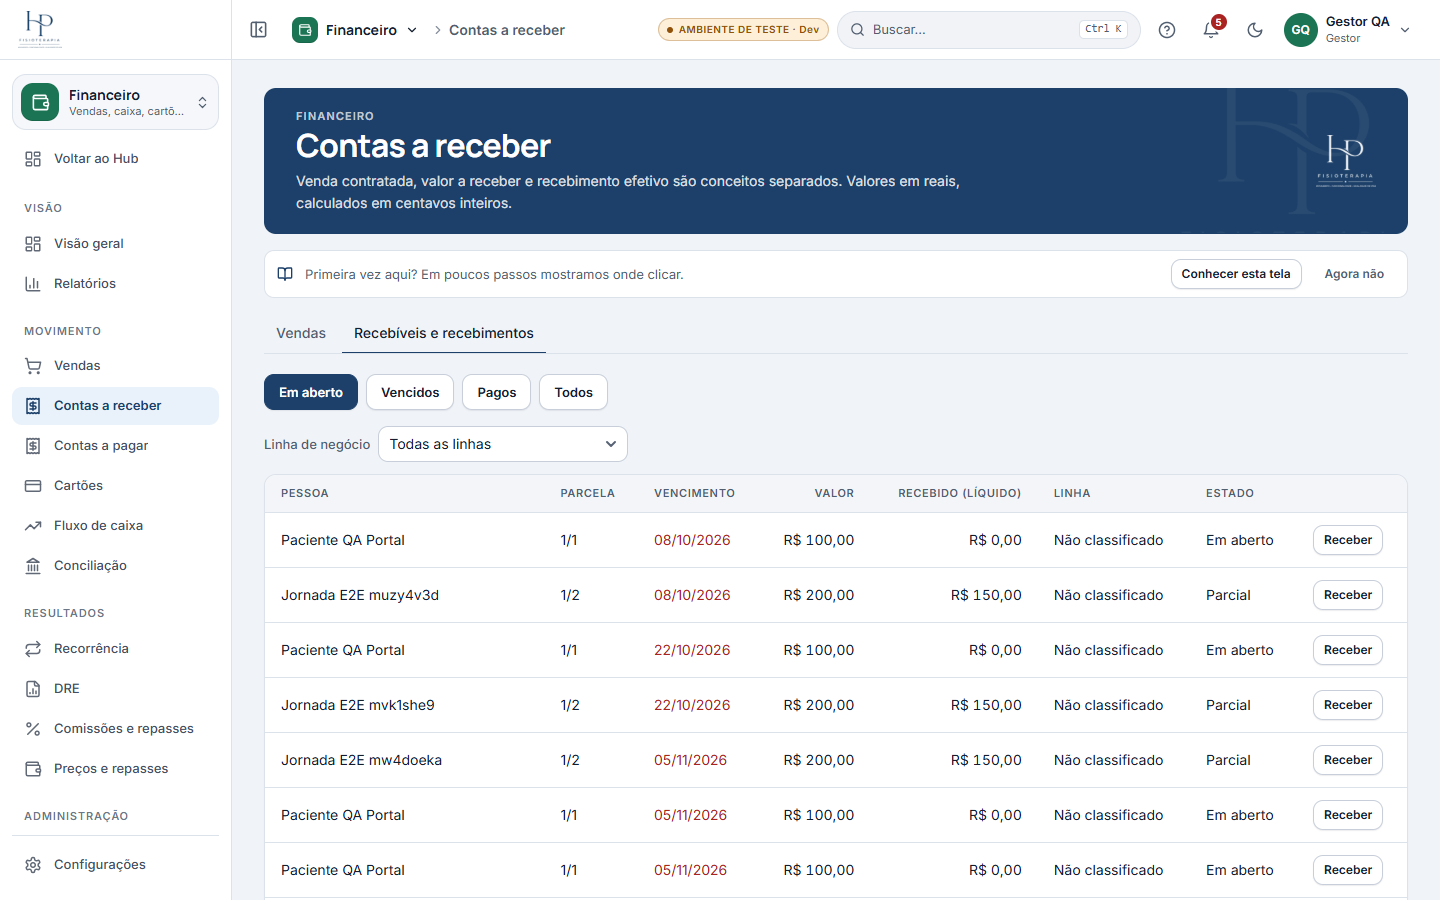 HP
FISIOTERAPIA
Financeiro
Contas a receber
AMBIENTE DE TESTE · Dev
Buscar...
Ctrl K
5
GQ
Gestor QA
Gestor
Financeiro
Vendas, caixa, cartõ...
Voltar ao Hub
VISÃO
Visão geral
Relatórios
MOVIMENTO
Vendas
Contas a receber
Contas a pagar
Cartões
Fluxo de caixa
Conciliação
RESULTADOS
Recorrência
DRE
Comissões e repasses
Preços e repasses
ADMINISTRAÇÃO
Configurações
FINANCEIRO
Contas a receber
Venda contratada, valor a receber e recebimento efetivo são conceitos separados. Valores em reais,
calculados em centavos inteiros.
HP
FISIOTERAPIA
Primeira vez aqui? Em poucos passos mostramos onde clicar.
Conhecer esta tela
Agora não
Vendas
Recebíveis e recebimentos
Em aberto
Vencidos
Pagos
Todos
Linha de negócio
Todas as linhas
PESSOA PARCELA VENCIMENTO VALOR RECEBIDO (LÍQUIDO) LINHA ESTADO
Paciente QA Portal 1/1 08/10/2026 R$ 100,00 R$ 0,00 Não classificado Em aberto Receber
Jornada E2E muzy4v3d 1/2 08/10/2026 R$ 200,00 R$ 150,00 Não classificado Parcial Receber
Paciente QA Portal 1/1 22/10/2026 R$ 100,00 R$ 0,00 Não classificado Em aberto Receber
Jornada E2E mvk1she9 1/2 22/10/2026 R$ 200,00 R$ 150,00 Não classificado Parcial Receber
Jornada E2E mw4doeka 1/2 05/11/2026 R$ 200,00 R$ 150,00 Não classificado Parcial Receber
Paciente QA Portal 1/1 05/11/2026 R$ 100,00 R$ 0,00 Não classificado Em aberto Receber
Paciente QA Portal 1/1 05/11/2026 R$ 100,00 R$ 0,00 Não classificado Em aberto Receber